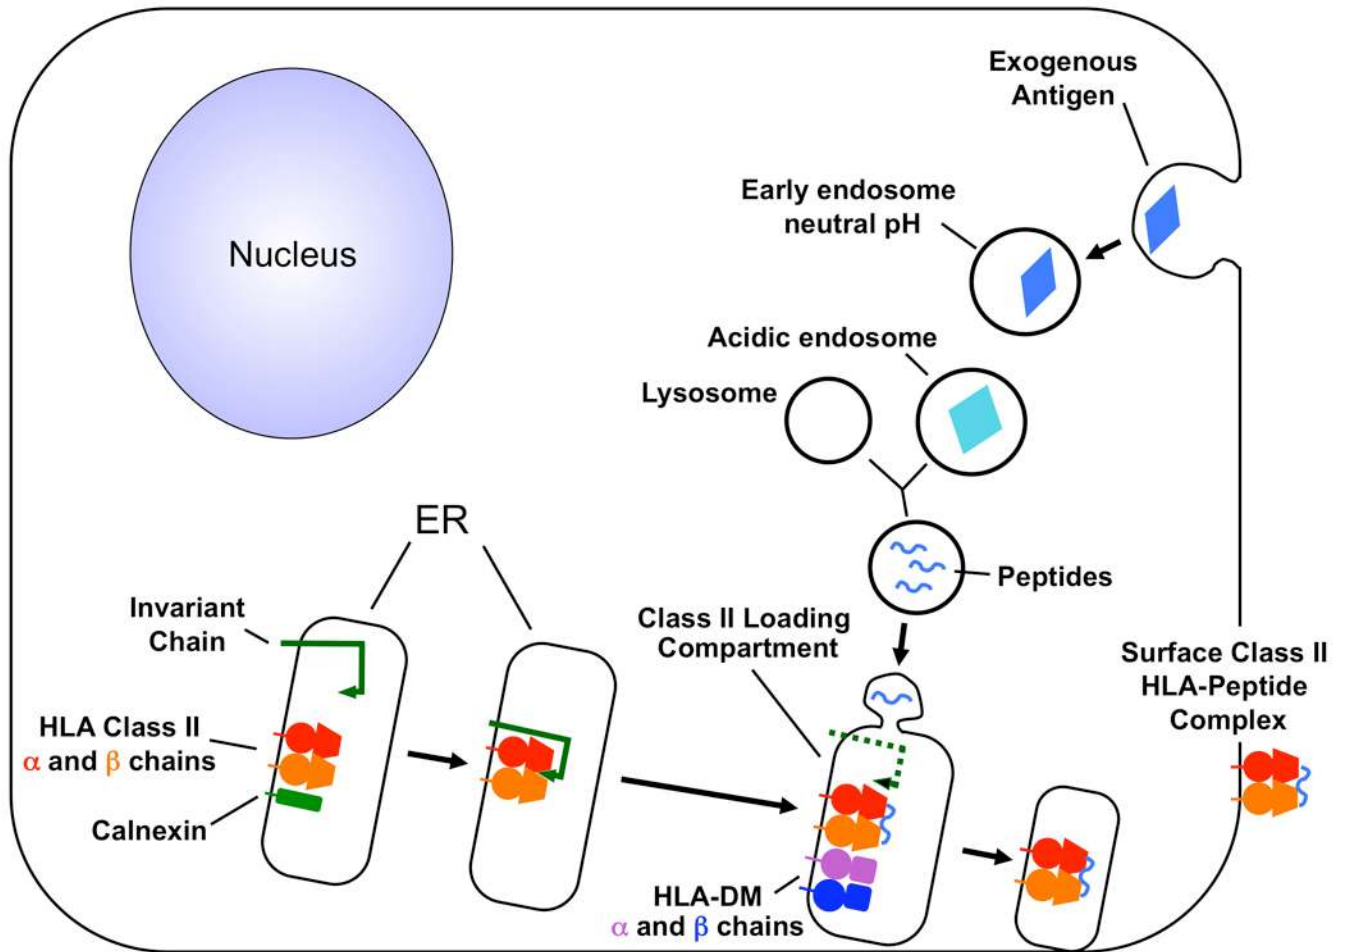 Exogenous
Antigen
Early endosome
neutral pH
Nucleus
Acidic endosome
Lysosome
ER
Peptides
Invariant
Chain
Class II Loading
Compartment
Surface Class II
HLA-Peptide
Complex
HLA Class II
α and β chains
Calnexin
HLA-DM
α and β chains